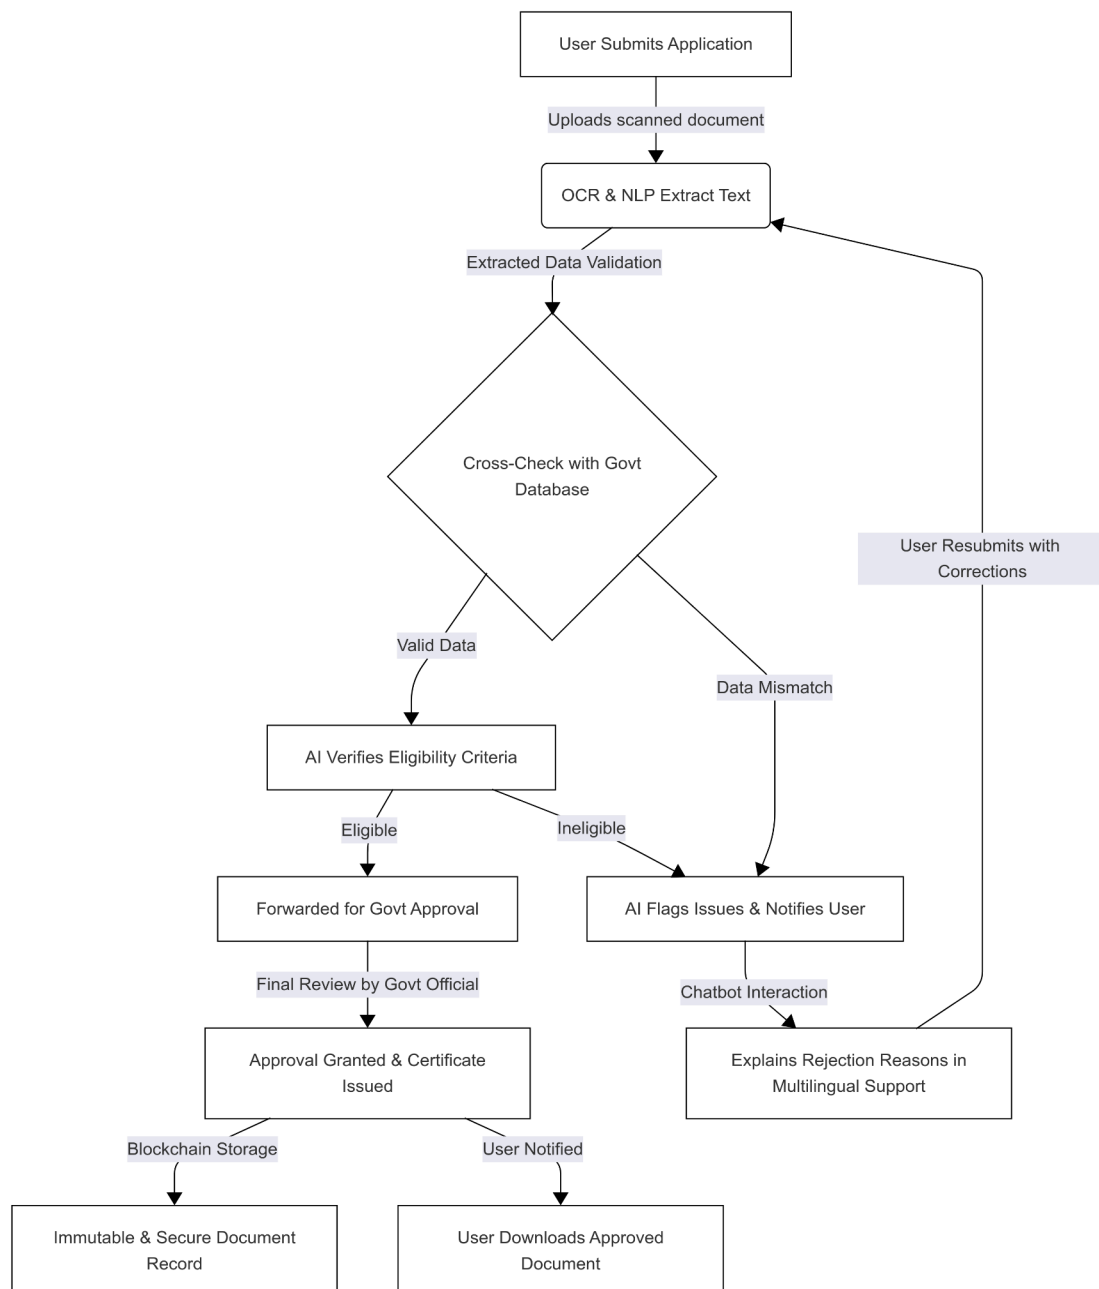 User Submits Application
Uploads scanned document
OCR & NLP Extract Text
Extracted Data Validation
Cross-Check with Govt
Database
User Resubmits with
Corrections
Valid Data
Data Mismatch
AI Verifies Eligibility Criteria
Eligible
Ineligible
Forwarded for Govt Approval
AI Flags Issues & Notifies User
Final Review by Govt Official
Chatbot Interaction
Approval Granted & Certificate
Issued
Explains Rejection Reasons in
Multilingual Support
Blockchain Storage
User Notified
Immutable & Secure Document
Record
User Downloads Approved
Document